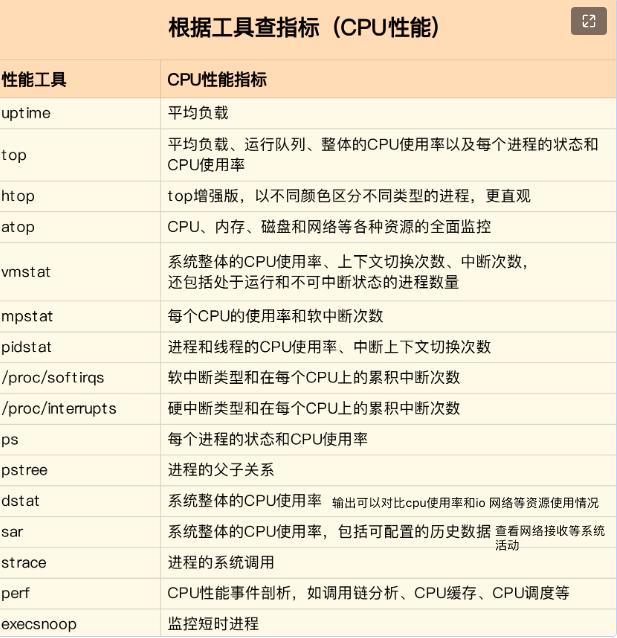 根据工具查指标（CPU性能）
性能工具 CPU性能指标
uptime 平均负载
top 平均负载、运行队列、整体的CPU使用率以及每个进程的状态和
CPU使用率
htop top增强版，以不同颜色区分不同类型的进程，更直观
atop CPU、内存、磁盘和网络等各种资源的全面监控
vmstat 系统整体的CPU使用率、上下文切换次数、中断次数，
还包括处于运行和不可中断状态的进程数量
mpstat 每个CPU的使用率和软中断次数
pidstat 进程和线程的CPU使用率、中断上下文切换次数
/proc/softirqs 软中断类型和在每个CPU上的累积中断次数
/proc/interrupts 硬中断类型和在每个CPU上的累积中断次数
ps 每个进程的状态和CPU使用率
pstree 进程的父子关系
dstat 系统整体的CPU使用率 输出可以对比cpu使用率和io 网络等资源使用情况
sar 系统整体的CPU使用率，包括可配置的历史数据 查看网络接收等系统
活动
strace 进程的系统调用
perf CPU性能事件剖析，如调用链分析、CPU缓存、CPU调度等
execsnoop 监控短时进程